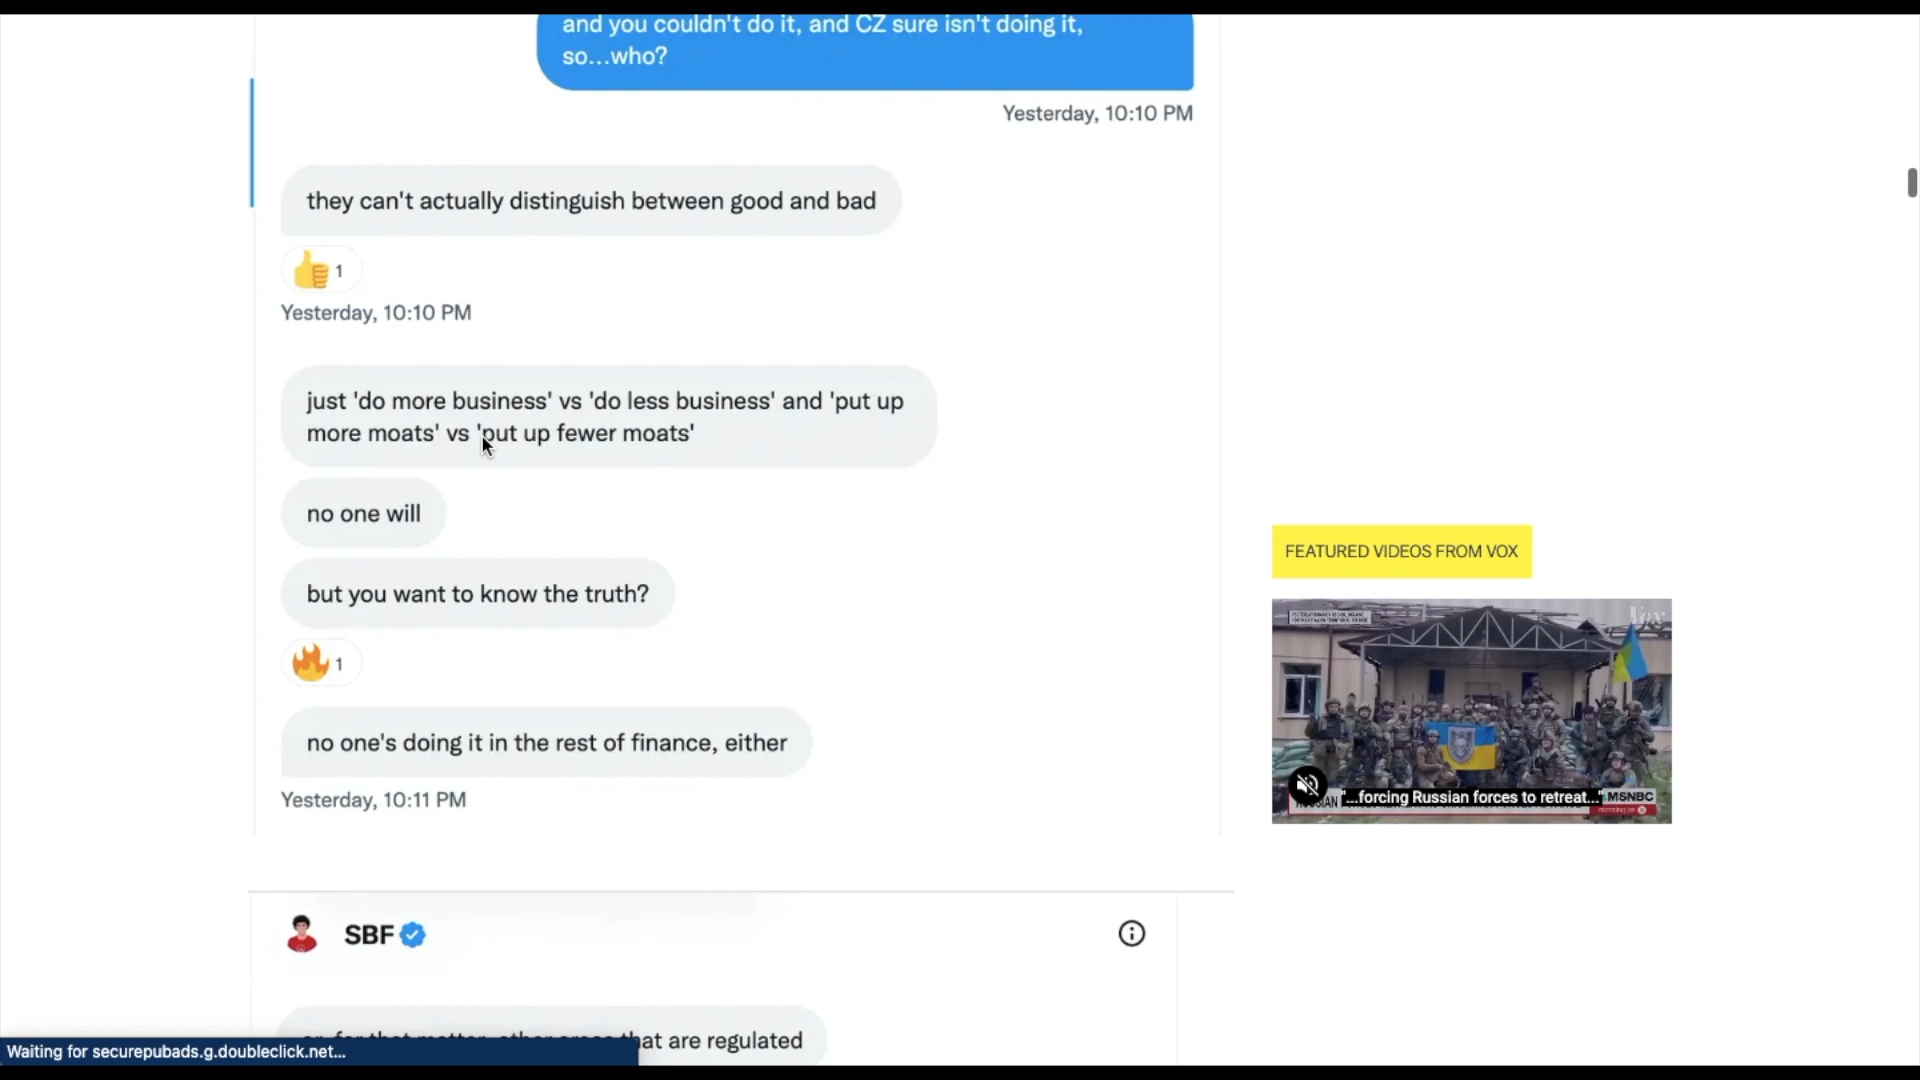 and you couldn't do it, and CZ sure isn't doing it,
so...who?
Yesterday, 10:10 PM
they can't actually distinguish between good and bad
1
Yesterday, 10:10 PM
just 'do more business' vs 'do less business' and 'put up
more moats' vs 'put up fewer moats'
no one will
but you want to know the truth?
1
no one's doing it in the rest of finance, either
Yesterday, 10:11 PM
FEATURED VIDEOS FROM VOX
Vox
"...forcing Russian forces to retreat..."
MSNBC
SBF
or, for that matter, other areas that are regulated
Waiting for securepubads.g.doubleclick.net...